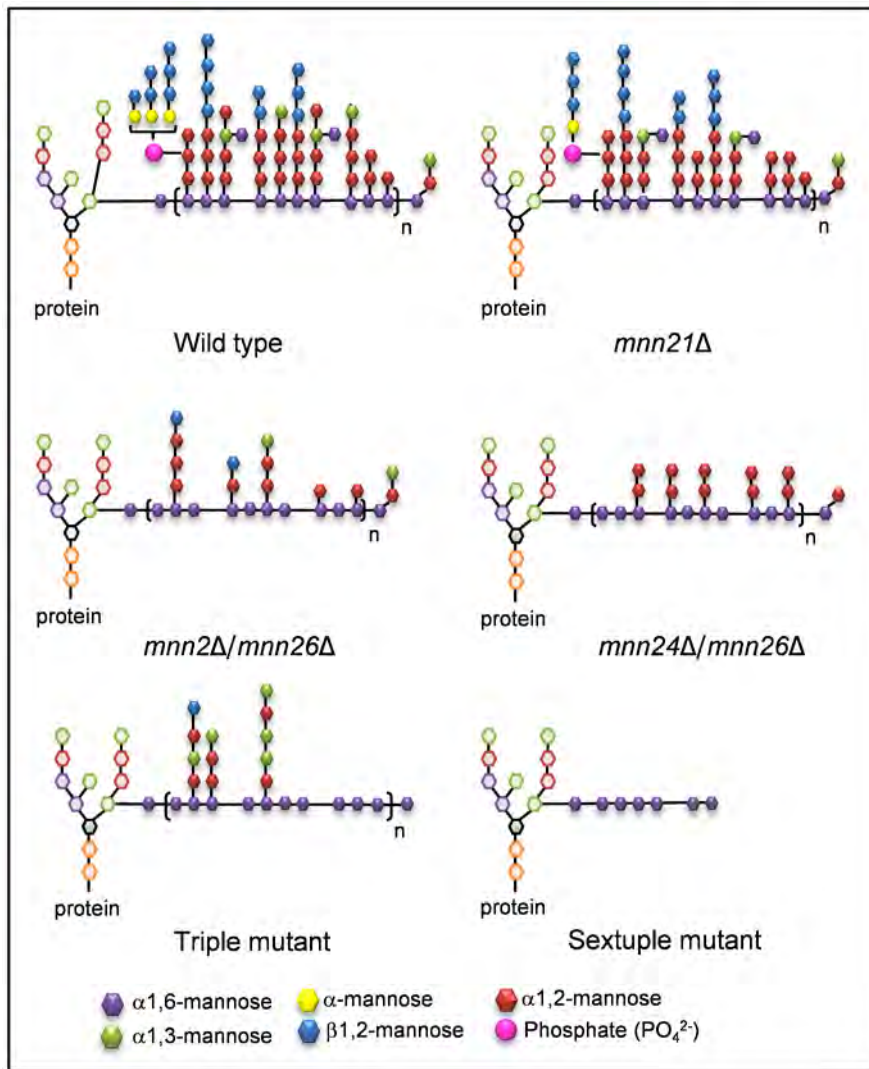 protein
n
Wild type
protein
n
mnn21Δ
protein
n
mnn2Δ/mnn26Δ
protein
n
mnn24Δ/mnn26Δ
protein
n
Triple mutant
protein
Sextuple mutant
α1,6-mannose
α-mannose
α1,2-mannose
α1,3-mannose
β1,2-mannose
Phosphate (PO₄²⁻)